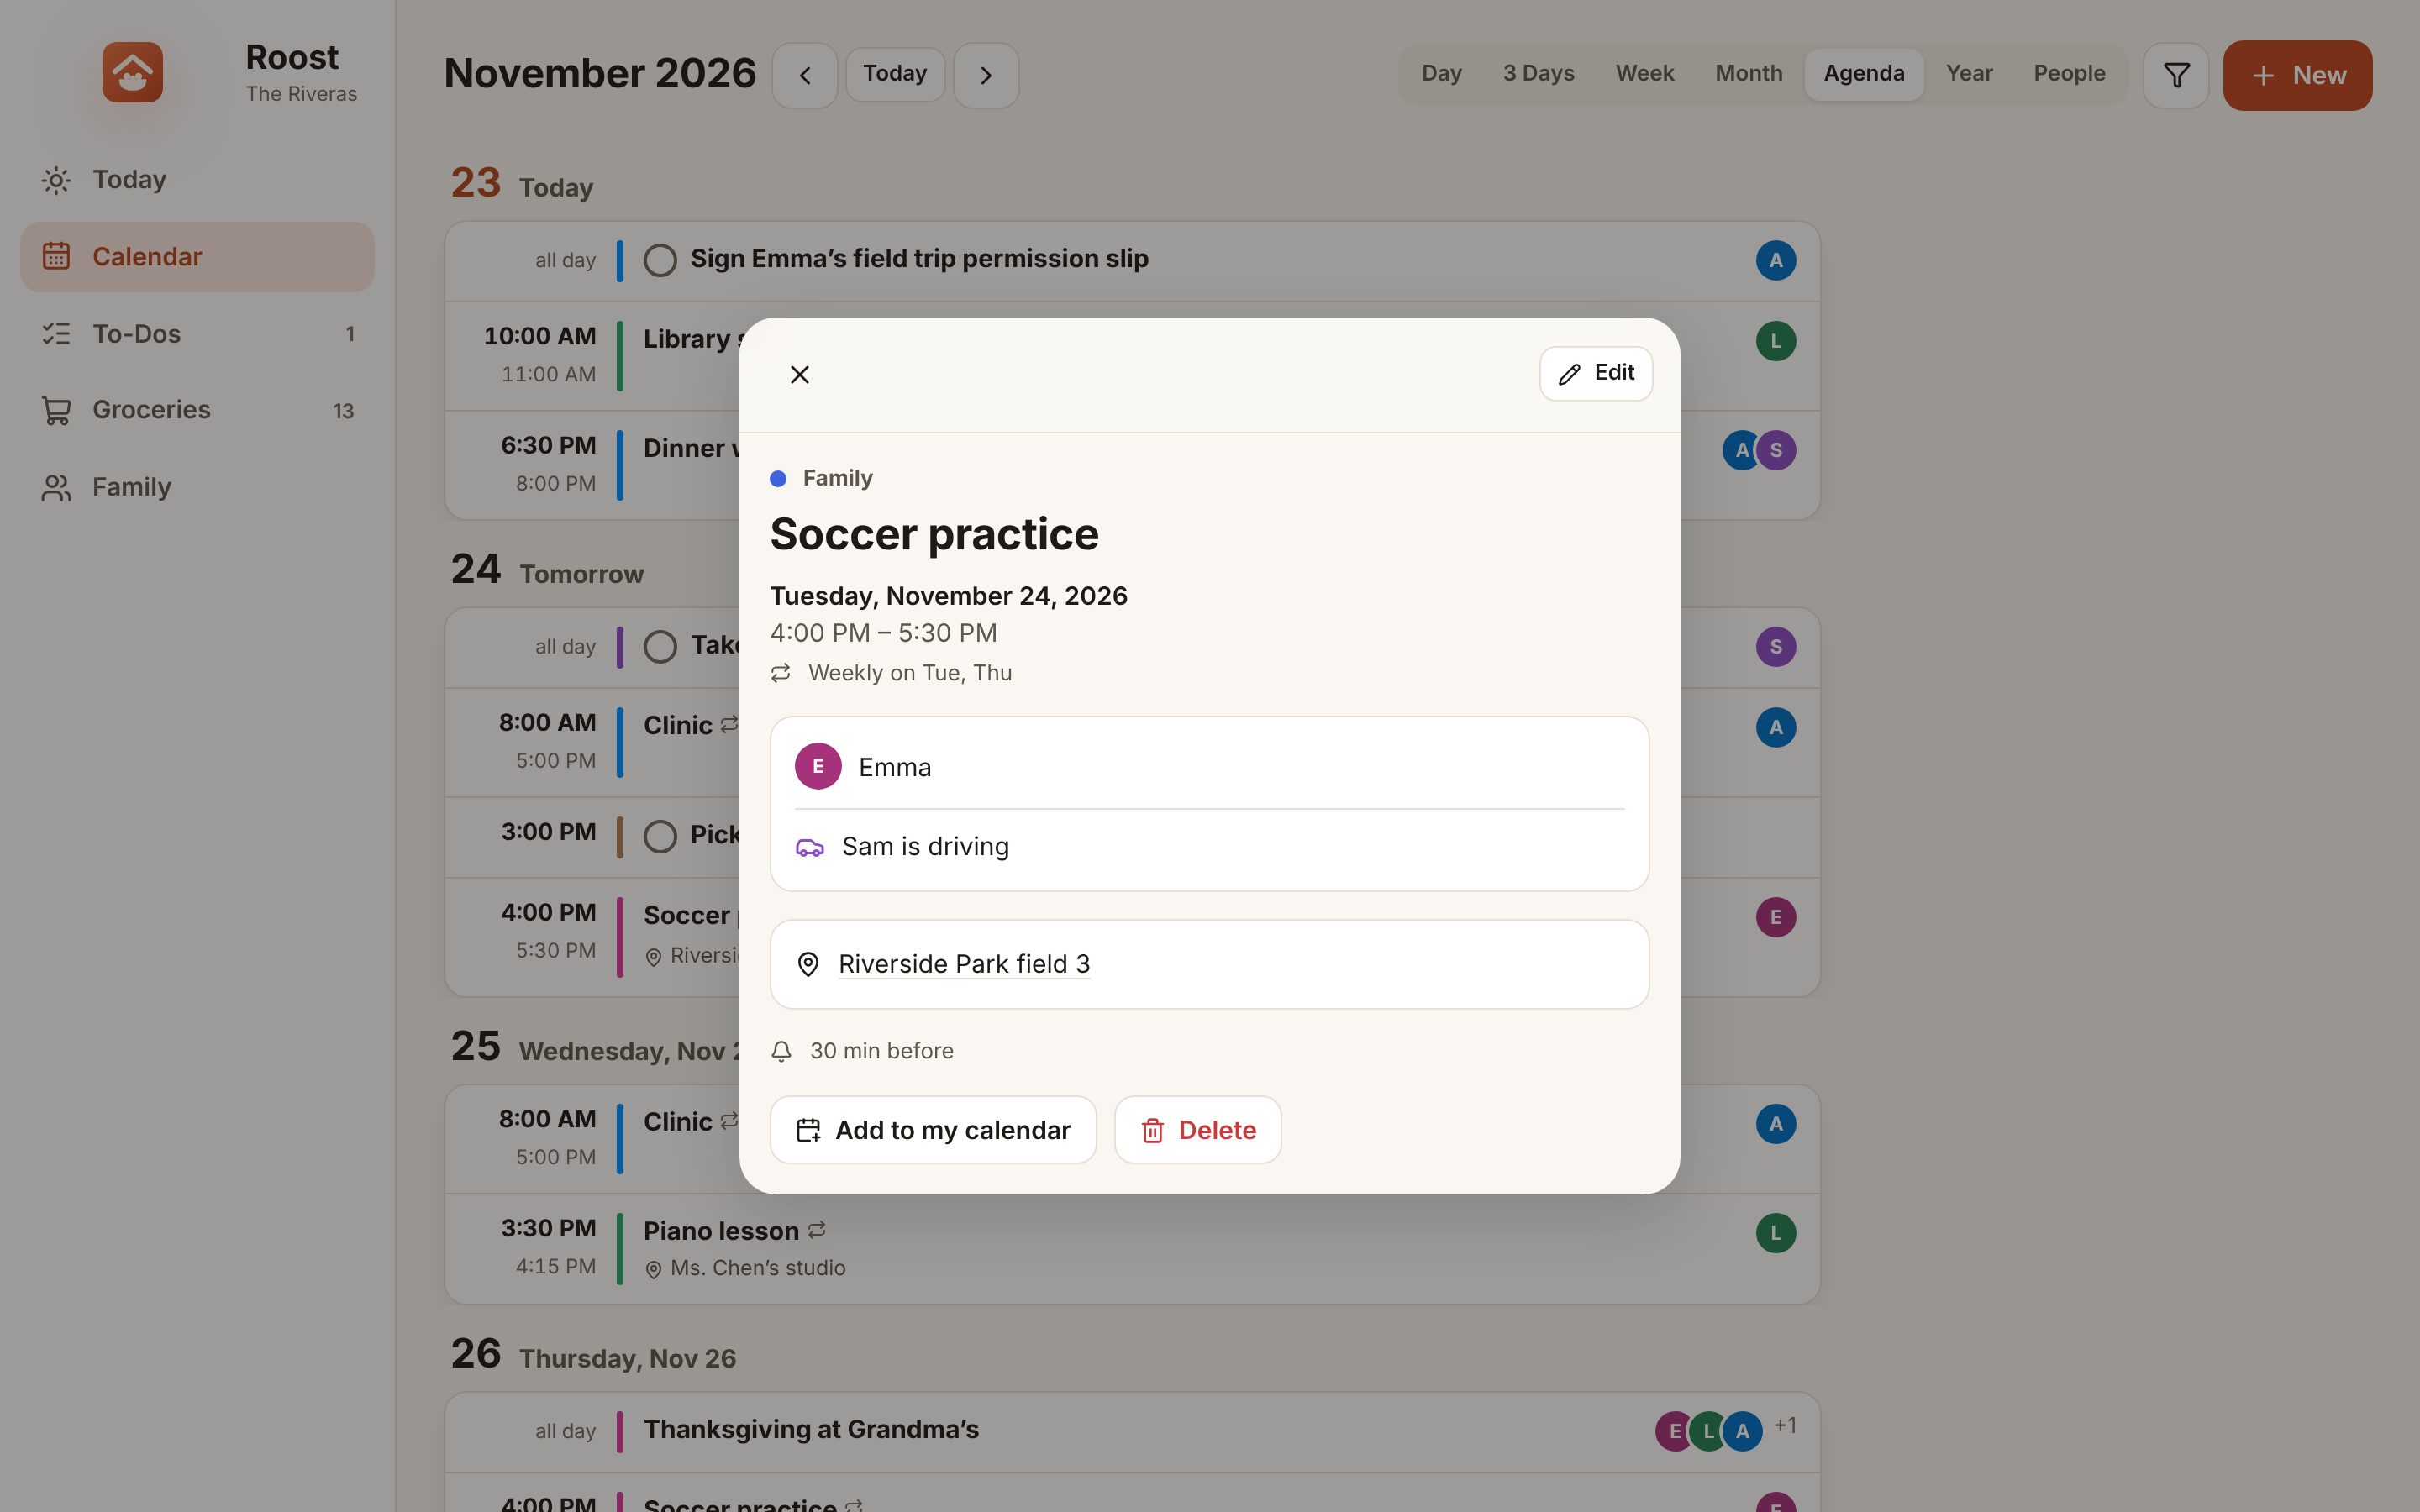 Roost
The Riveras
Today
Calendar
To-Dos 1
Groceries 13
Family
November 2026 Today Day 3 Days Week Month Agenda Year People New
23 Today
all day Sign Emma’s field trip permission slip A
10:00 AM Library L
11:00 AM
6:30 PM Dinner A S
8:00 PM
24 Tomorrow
all day S
8:00 AM Clinic A
5:00 PM
3:00 PM Pick
4:00 PM Soccer E
5:30 PM
25 Wednesday, Nov
8:00 AM Clinic A
5:00 PM
3:30 PM Piano lesson L
4:15 PM Ms. Chen’s studio
26 Thursday, Nov 26
all day Thanksgiving at Grandma’s E L A +1
4:00 PM Soccer practice E
Edit
Family
Soccer practice
Tuesday, November 24, 2026
4:00 PM – 5:30 PM
Weekly on Tue, Thu
E Emma
Sam is driving
Riverside Park field 3
30 min before
Add to my calendar Delete